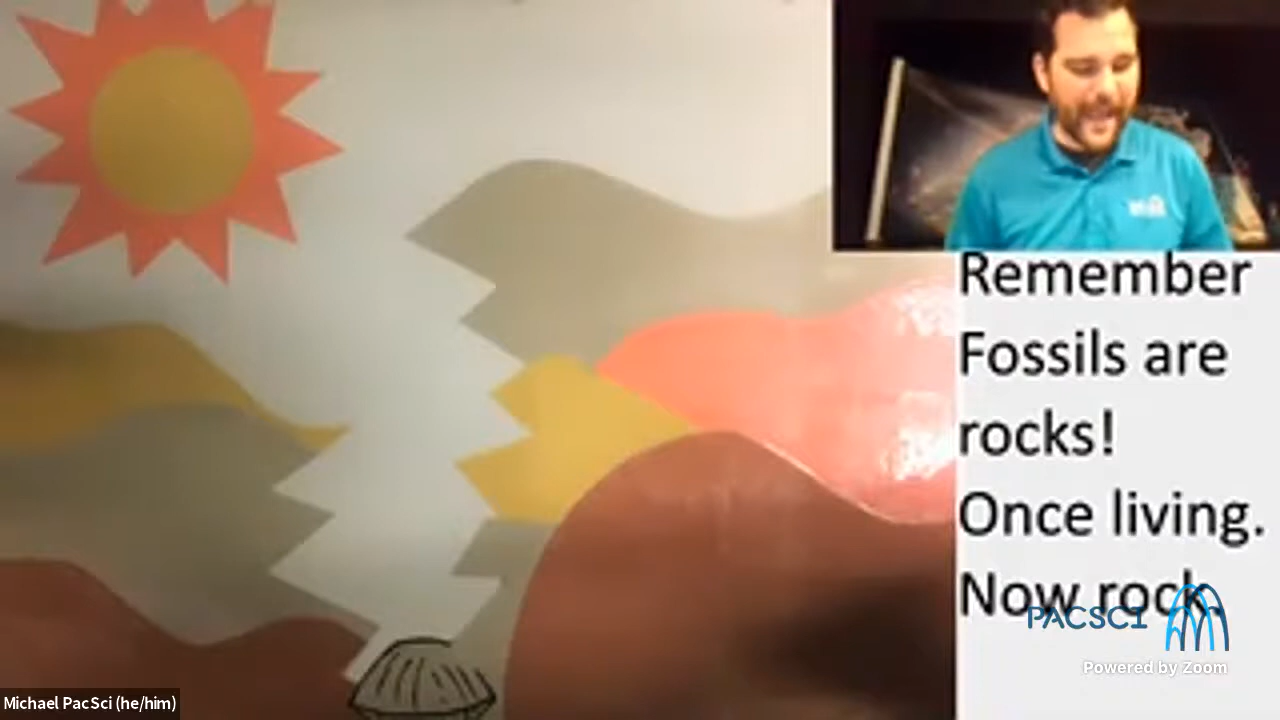 Remember
Fossils are
rocks!
Once living.
Now rock.
PACSCI
Powered by Zoom
Michael PacSci (he/him)